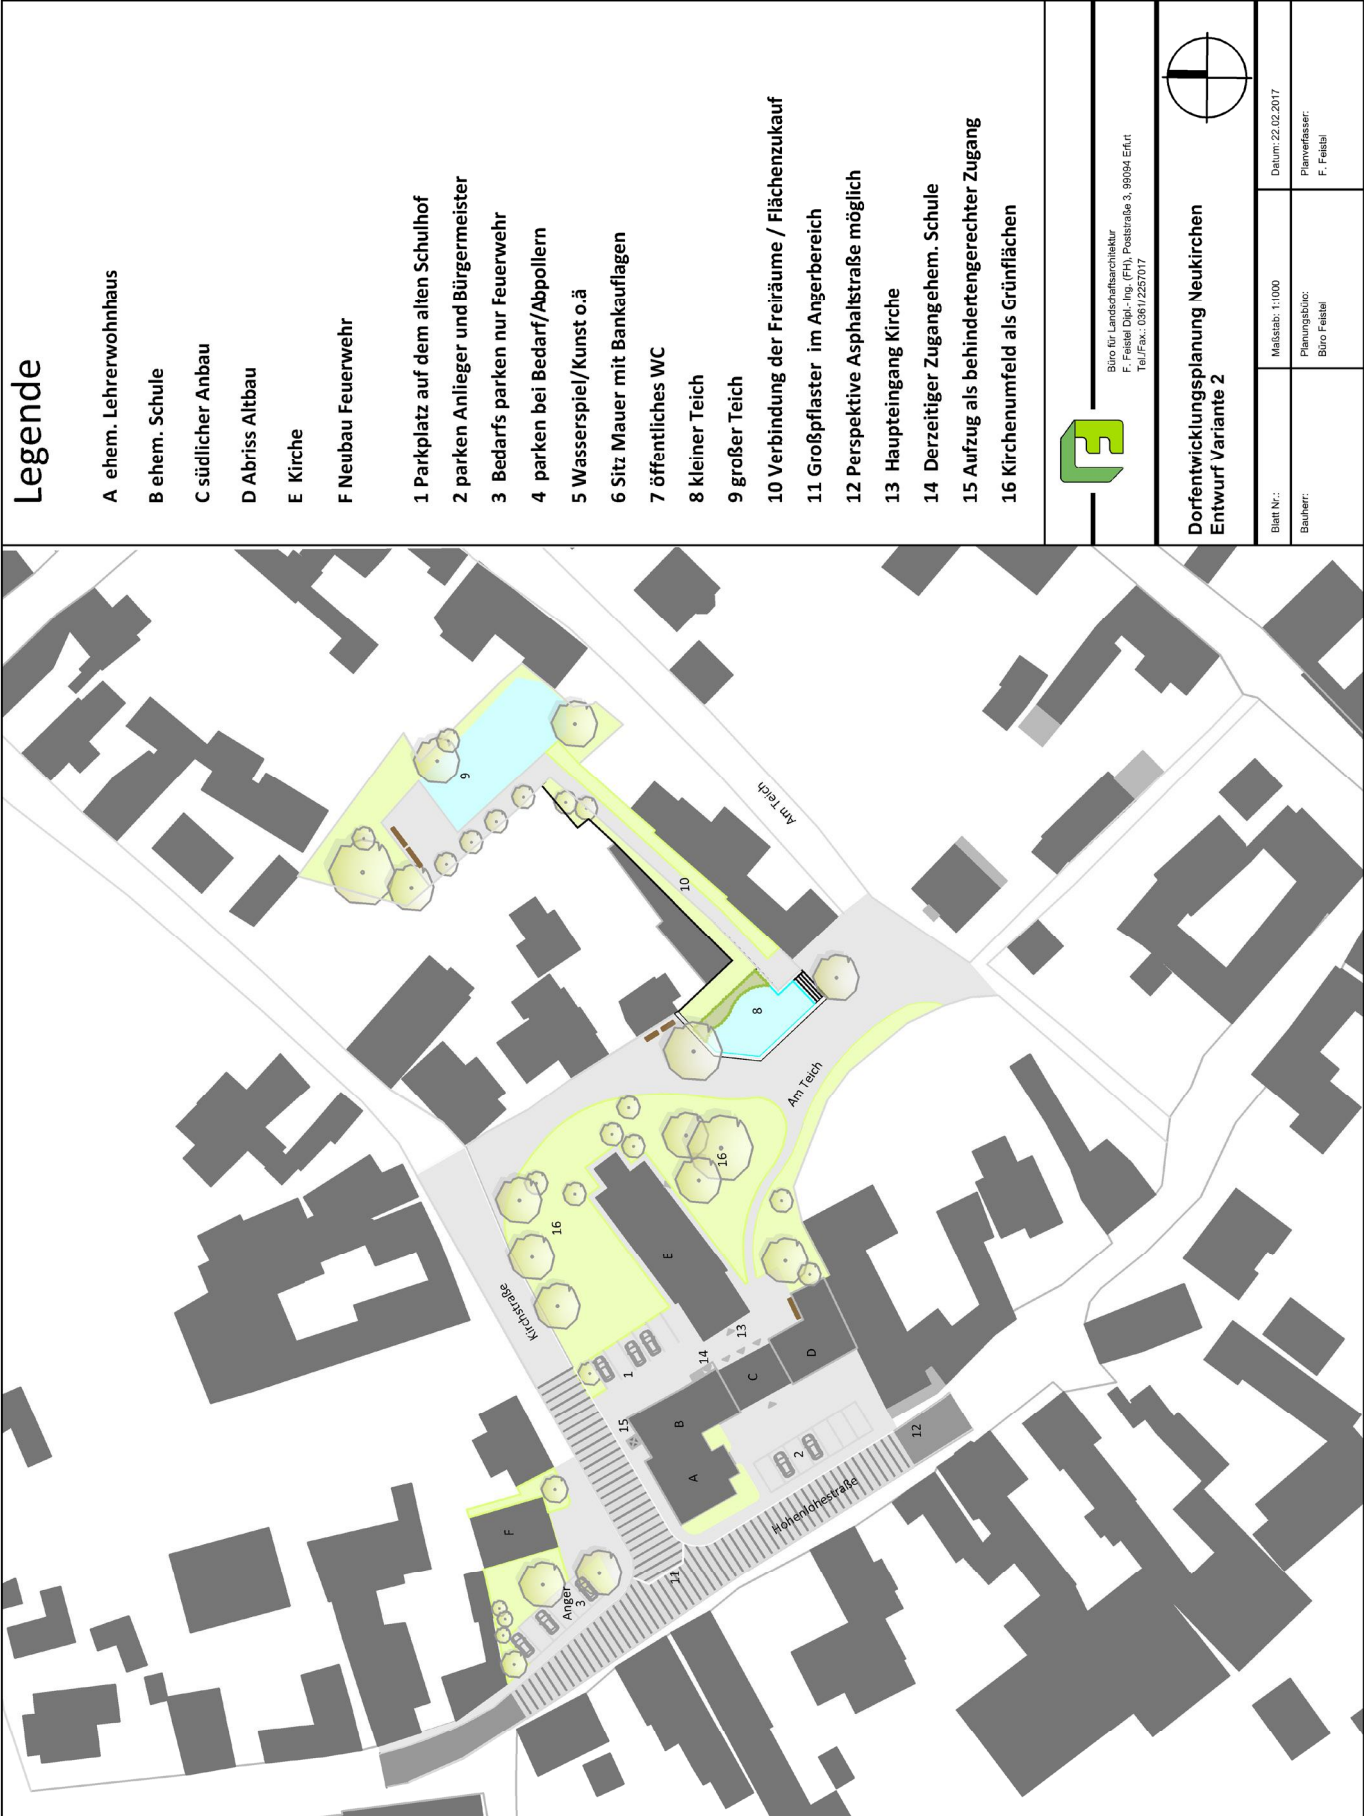 Legende
A ehem. Lehrerwohnhaus
B ehem. Schule
C südlicher Anbau
D Abriss Altbau
E Kirche
F Neubau Feuerwehr
1 Parkplatz auf dem alten Schulhof
2 parken Anlieger und Bürgermeister
3 Bedarfs parken nur Feuerwehr
4 parken bei Bedarf/Abpollern
5 Wasserspiel/Kunst o.ä
6 Sitz Mauer mit Bankauflagen
7 öffentliches WC
8 kleiner Teich
9 großer Teich
10 Verbindung der Freiräume / Flächenzukauf
11 Großpflaster im Angerbereich
12 Perspektive Asphaltstraße möglich
13 Haupteingang Kirche
14 Derzeitiger Zugangehem. Schule
15 Aufzug als behindertengerechter Zugang
16 Kirchenumfeld als Grünflächen
Büro für Landschaftsarchitektur
F. Feistel Dipl.- Ing. (FH), Poststraße 3, 99094 Erfurt
Tel./Fax.: 0361/2257017
Dorfentwicklungsplanung Neukirchen
Entwurf Variante 2
Blatt Nr.:
Maßstab: 1:1000
Datum: 22.02.2017
Bauherr:
Planungsbüro:
Büro Feistel
Planverfasser:
F. Feistel
9
10
Am Teich
8
Am Teich
16
16
Kirchstraße
E
13
14
1
D
C
15
B
A
2
12
Hohenlohestraße
F
11
Anger
3